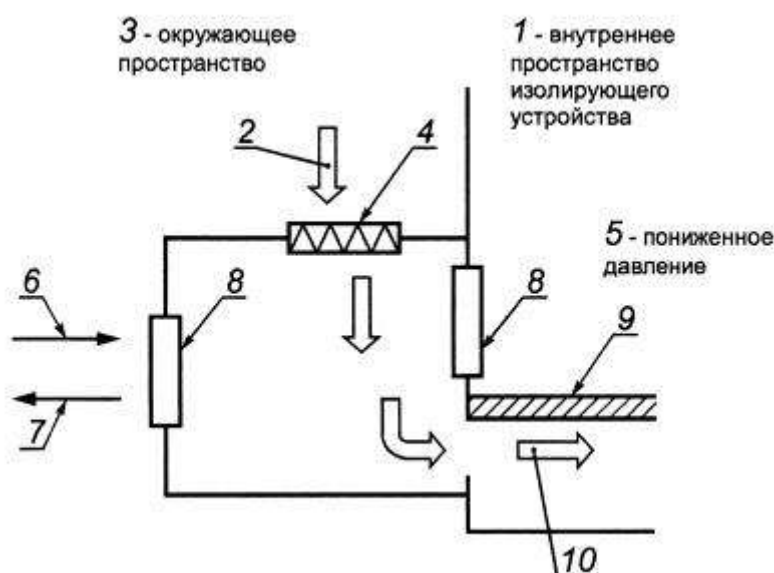 3 - окружающее
пространство
1 - внутреннее
пространство
изолирующего
устройства
2
4
5 - пониженное
давление
6
8
8
9
7
10